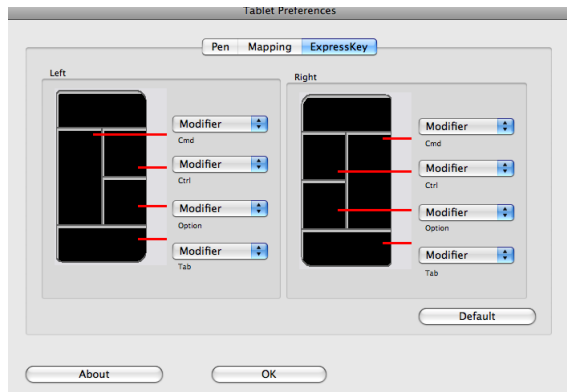 Tablet Preferences
Pen Mapping ExpressKey
Left
Modifier
Cmd
Modifier
Ctrl
Modifier
Option
Modifier
Tab
Right
Modifier
Cmd
Modifier
Ctrl
Modifier
Option
Modifier
Tab
Default
About OK